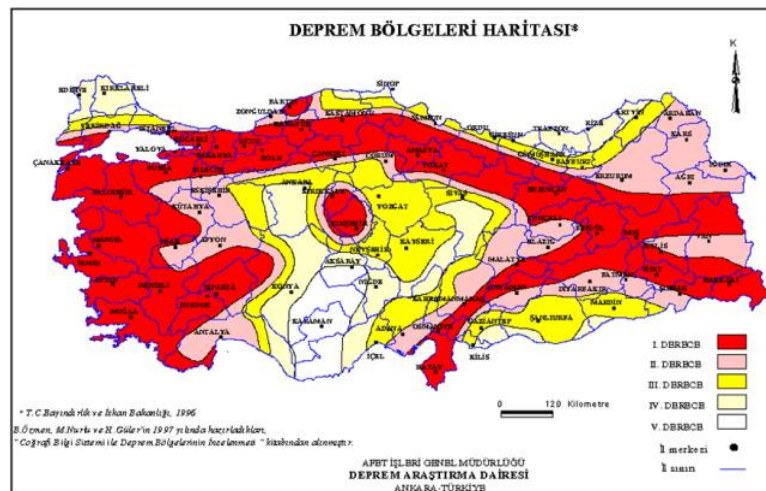 DEPREM BÖLGELERİ HARİTASI*
K
SİNOP
EDİRNE
KIRKLARELİ
BARTIN
ZONGULDAK
KASTAMONU
SAMSUN
ARTVİN
ARDAHAN
TEKİRDAĞ
İSTANBUL
KOCAELİ
ORDU
GİRESUN
TRABZON
RİZE
KARS
YALOVA
BOLU
ÇANKIRI
ÇORUM
AMASYA
TOKAT
GÜMÜŞHANE
BAYBURT
ÇANAKKALE
BURSA
BİLECİK
ERZURUM
AĞRI
IĞDIR
ESKİŞEHİR
ANKARA
KIRIKKALE
YOZGAT
SİVAS
ERZİNCAN
BALIKESİR
KÜTAHYA
KIRŞEHİR
TUNCELİ
BİNGÖL
MUŞ
VAN
MANİSA
UŞAK
AFYON
NEVŞEHİR
KAYSERİ
ELAZIĞ
BİTLİS
İZMİR
AKSARAY
MALATYA
BATMAN
SİİRT
AYDIN
DENİZLİ
ISPARTA
KONYA
NİĞDE
KAHRAMANMARAŞ
ADIYAMAN
DİYARBAKIR
HAKKARİ
BURDUR
MARDİN
MUĞLA
KARAMAN
ADANA
OSMANİYE
GAZİANTEP
ŞANLIURFA
ANTALYA
İÇEL
KİLİS
HATAY
I. DERECE
II. DERECE
III. DERECE
IV. DERECE
V. DERECE
İl merkezi
İl sınırı
0 120 Kilometre
* T.C.Bayındırlık ve İskan Bakanlığı, 1996
B.Özmen, M.Nurlu ve H.Güler'in 1997 yılında hazırladıkları,
" Coğrafi Bilgi Sistemi ile Deprem Bölgelerinin İncelenmesi " kitabından alınmıştır.
AFET İŞLERİ GENEL MÜDÜRLÜĞÜ
DEPREM ARAŞTIRMA DAİRESİ
ANKARA-TÜRKİYE